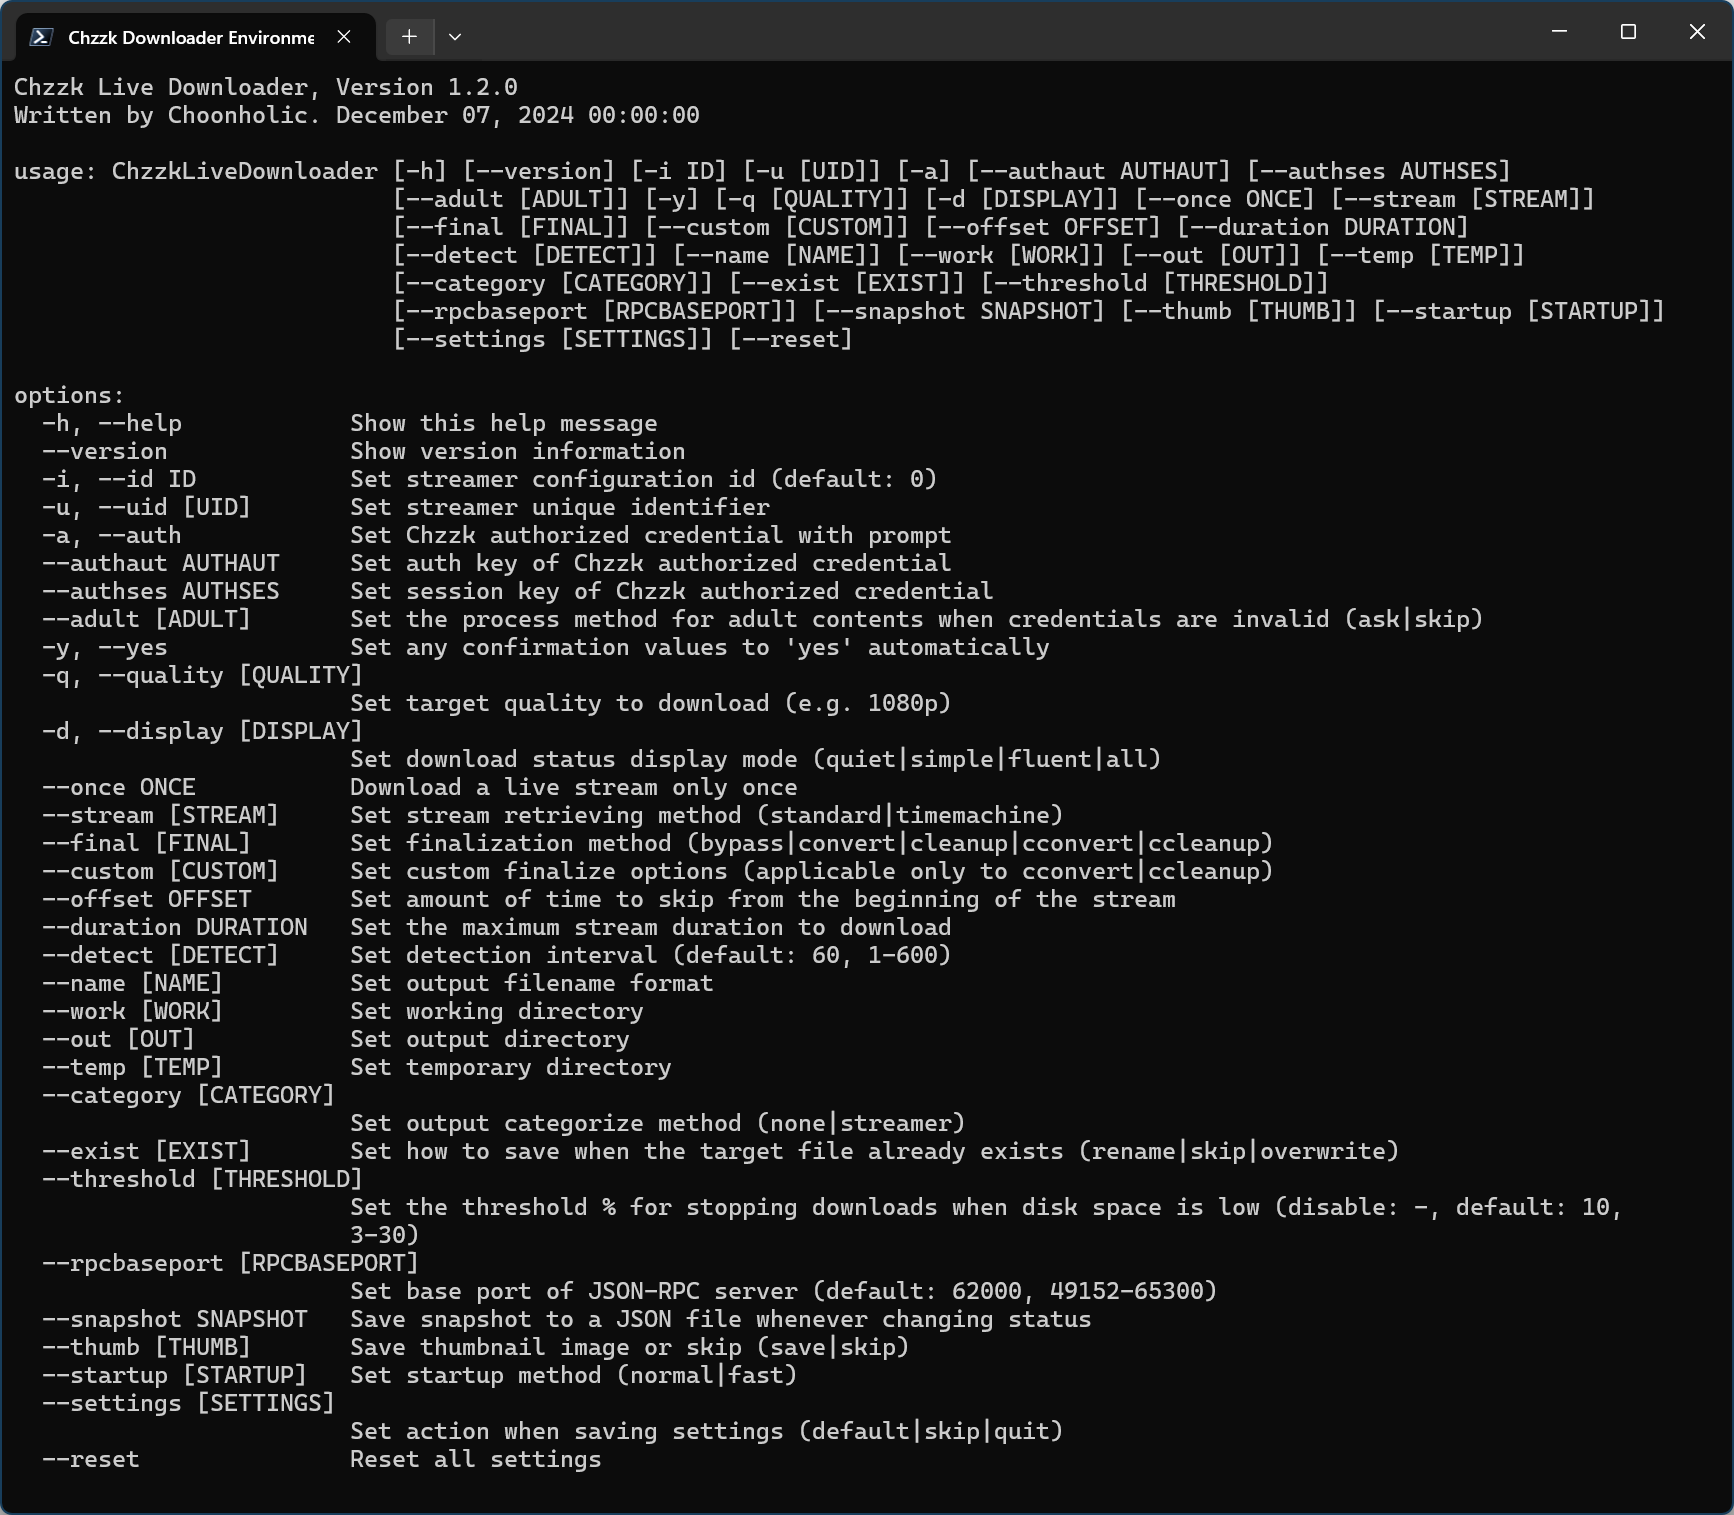 Chzzk Downloader Environme
Chzzk Live Downloader, Version 1.2.0
Written by Choonholic. December 07, 2024 00:00:00
usage: ChzzkLiveDownloader [-h] [--version] [-i ID] [-u [UID]] [-a] [--authaut AUTHAUT] [--authses AUTHSES]
[--adult [ADULT]] [-y] [-q [QUALITY]] [-d [DISPLAY]] [--once ONCE] [--stream [STREAM]]
[--final [FINAL]] [--custom [CUSTOM]] [--offset OFFSET] [--duration DURATION]
[--detect [DETECT]] [--name [NAME]] [--work [WORK]] [--out [OUT]] [--temp [TEMP]]
[--category [CATEGORY]] [--exist [EXIST]] [--threshold [THRESHOLD]]
[--rpcbaseport [RPCBASEPORT]] [--snapshot SNAPSHOT] [--thumb [THUMB]] [--startup [STARTUP]]
[--settings [SETTINGS]] [--reset]
options:
-h, --help Show this help message
--version Show version information
-i, --id ID Set streamer configuration id (default: 0)
-u, --uid [UID] Set streamer unique identifier
-a, --auth Set Chzzk authorized credential with prompt
--authaut AUTHAUT Set auth key of Chzzk authorized credential
--authses AUTHSES Set session key of Chzzk authorized credential
--adult [ADULT] Set the process method for adult contents when credentials are invalid (ask|skip)
-y, --yes Set any confirmation values to 'yes' automatically
-q, --quality [QUALITY]
Set target quality to download (e.g. 1080p)
-d, --display [DISPLAY]
Set download status display mode (quiet|simple|fluent|all)
--once ONCE Download a live stream only once
--stream [STREAM] Set stream retrieving method (standard|timemachine)
--final [FINAL] Set finalization method (bypass|convert|cleanup|cconvert|ccleanup)
--custom [CUSTOM] Set custom finalize options (applicable only to cconvert|ccleanup)
--offset OFFSET Set amount of time to skip from the beginning of the stream
--duration DURATION Set the maximum stream duration to download
--detect [DETECT] Set detection interval (default: 60, 1-600)
--name [NAME] Set output filename format
--work [WORK] Set working directory
--out [OUT] Set output directory
--temp [TEMP] Set temporary directory
--category [CATEGORY]
Set output categorize method (none|streamer)
--exist [EXIST] Set how to save when the target file already exists (rename|skip|overwrite)
--threshold [THRESHOLD]
Set the threshold % for stopping downloads when disk space is low (disable: -, default: 10,
3-30)
--rpcbaseport [RPCBASEPORT]
Set base port of JSON-RPC server (default: 62000, 49152-65300)
--snapshot SNAPSHOT Save snapshot to a JSON file whenever changing status
--thumb [THUMB] Save thumbnail image or skip (save|skip)
--startup [STARTUP] Set startup method (normal|fast)
--settings [SETTINGS]
Set action when saving settings (default|skip|quit)
--reset Reset all settings